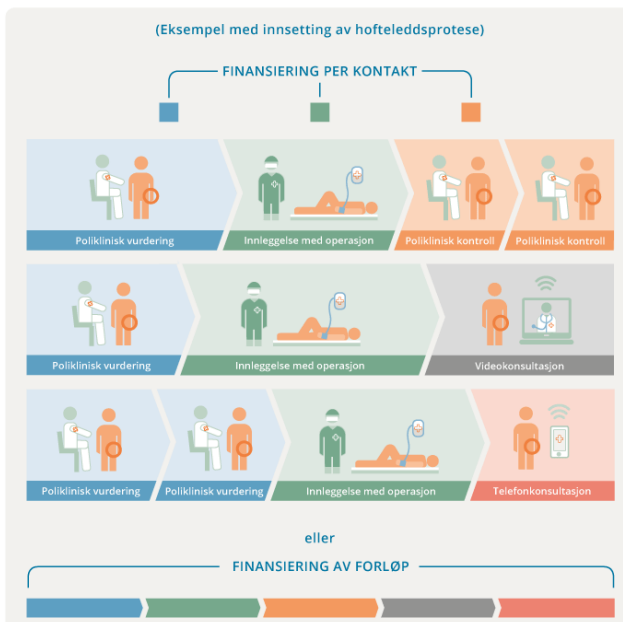 (Eksempel med innsetting av hofteleddsprotese)
FINANSIERING PER KONTAKT
Poliklinisk vurdering
Innleggelse med operasjon
Poliklinisk kontroll
Poliklinisk kontroll
Poliklinisk vurdering
Innleggelse med operasjon
Videokonsultasjon
Poliklinisk vurdering
Poliklinisk vurdering
Innleggelse med operasjon
Telefonkonsultasjon
eller
FINANSIERING AV FORLØP